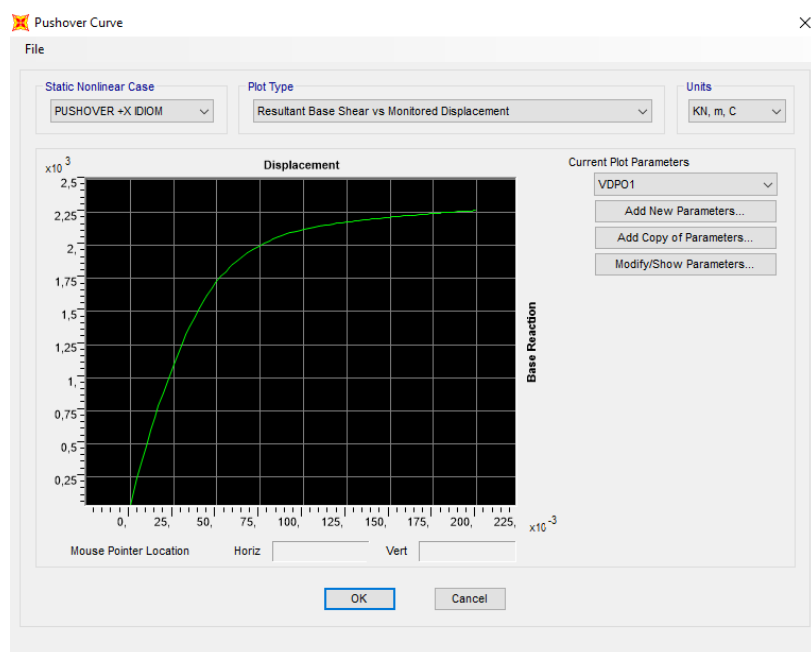 Pushover Curve
File
Static Nonlinear Case
PUSHOVER +X IDIOM
Plot Type
Resultant Base Shear vs Monitored Displacement
Units
KN, m, C
x10 3
Displacement
2,5
2,25
2,
1,75
1,5
1,25
1,
0,75
0,5
0,25
0, 25, 50, 75, 100, 125, 150, 175, 200, 225, x10 -3
Base Reaction
Mouse Pointer Location Horiz Vert
Current Plot Parameters
VDPO1
Add New Parameters...
Add Copy of Parameters...
Modify/Show Parameters...
OK Cancel